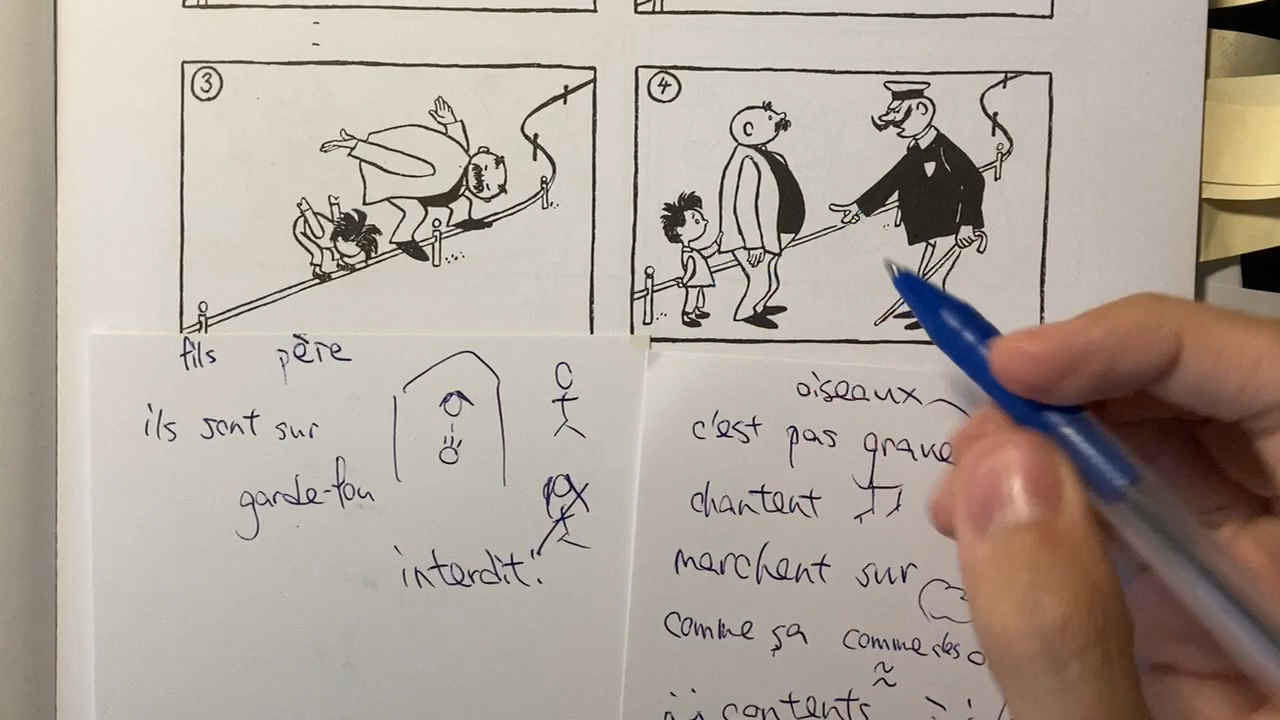 3
4
fils père
ils sont sur
garde-fou
interdit!
oiseaux
c'est pas grave
chantent
marchent sur
comme ça comme des
contents